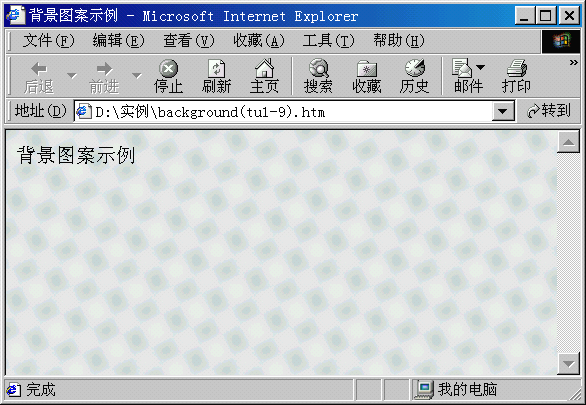 背景图案示例 - Microsoft Internet Explorer
文件(F) 编辑(E) 查看(V) 收藏(A) 工具(T) 帮助(H)
后退 前进 停止 刷新 主页 搜索 收藏 历史 邮件 打印 »
地址(D) D:\实例\background(tu1-9).htm 转到
背景图案示例
完成 我的电脑